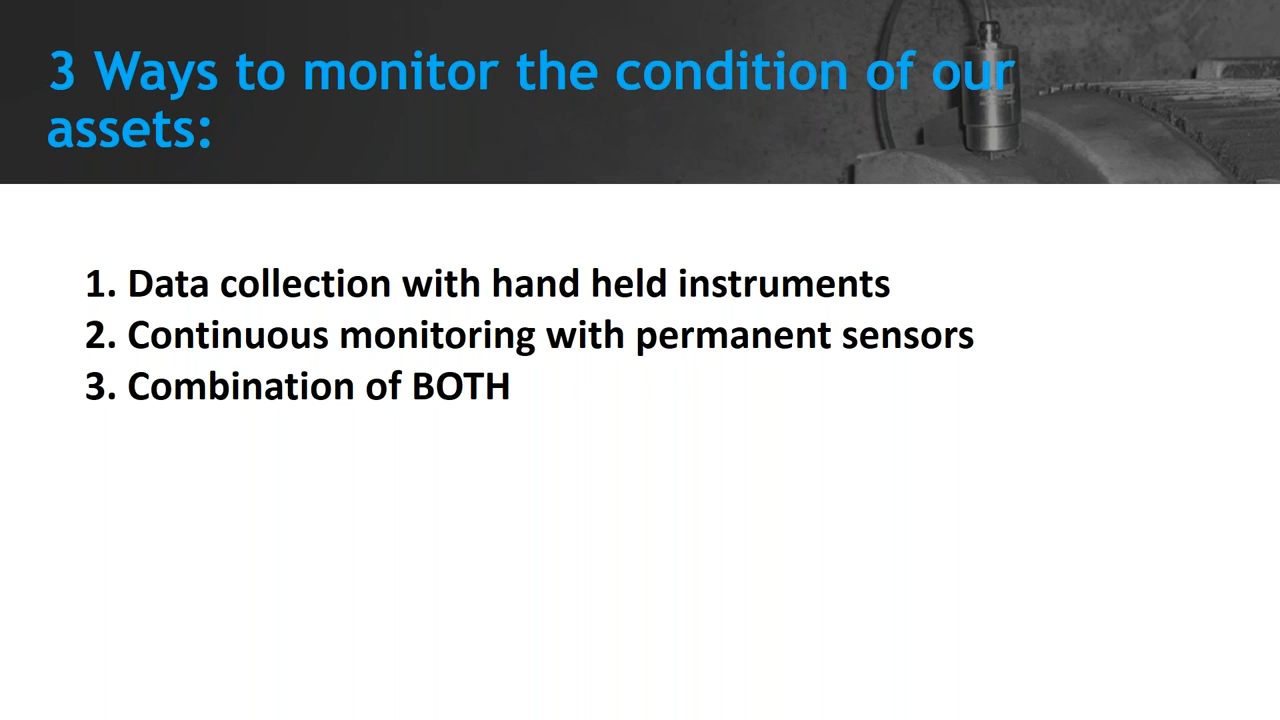 3 Ways to monitor the condition of our
assets:
1. Data collection with hand held instruments
2. Continuous monitoring with permanent sensors
3. Combination of BOTH